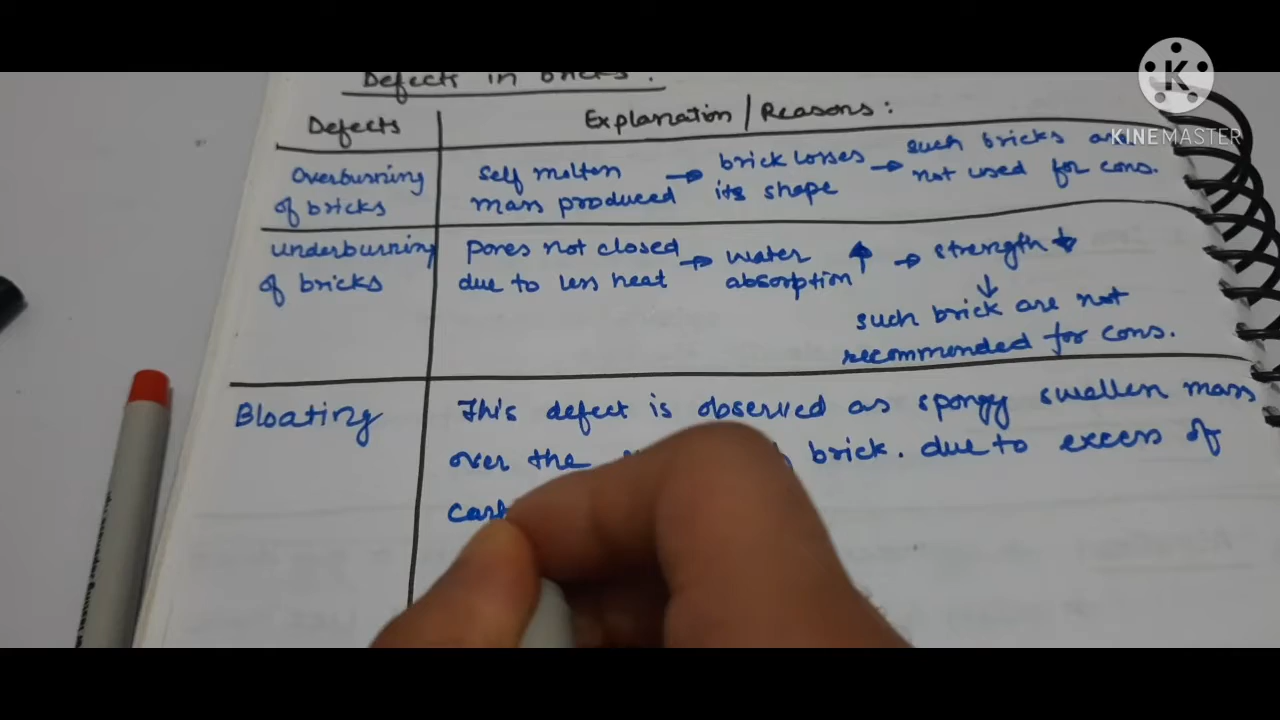 Defects in bricks.
Defects
Explanation / Reasons:
KINEMASTER
overburning
of bricks
self molten
mass produced → brick losses
its shape → such bricks are
not used for cons.
underburning
of bricks
Pores not closed
due to less heat → water
absorption ↑ → strength ↓
↓
such brick are not
recommended for cons.
Bloating
This defect is observed as spongy swollen mass
over the brick. due to excess of